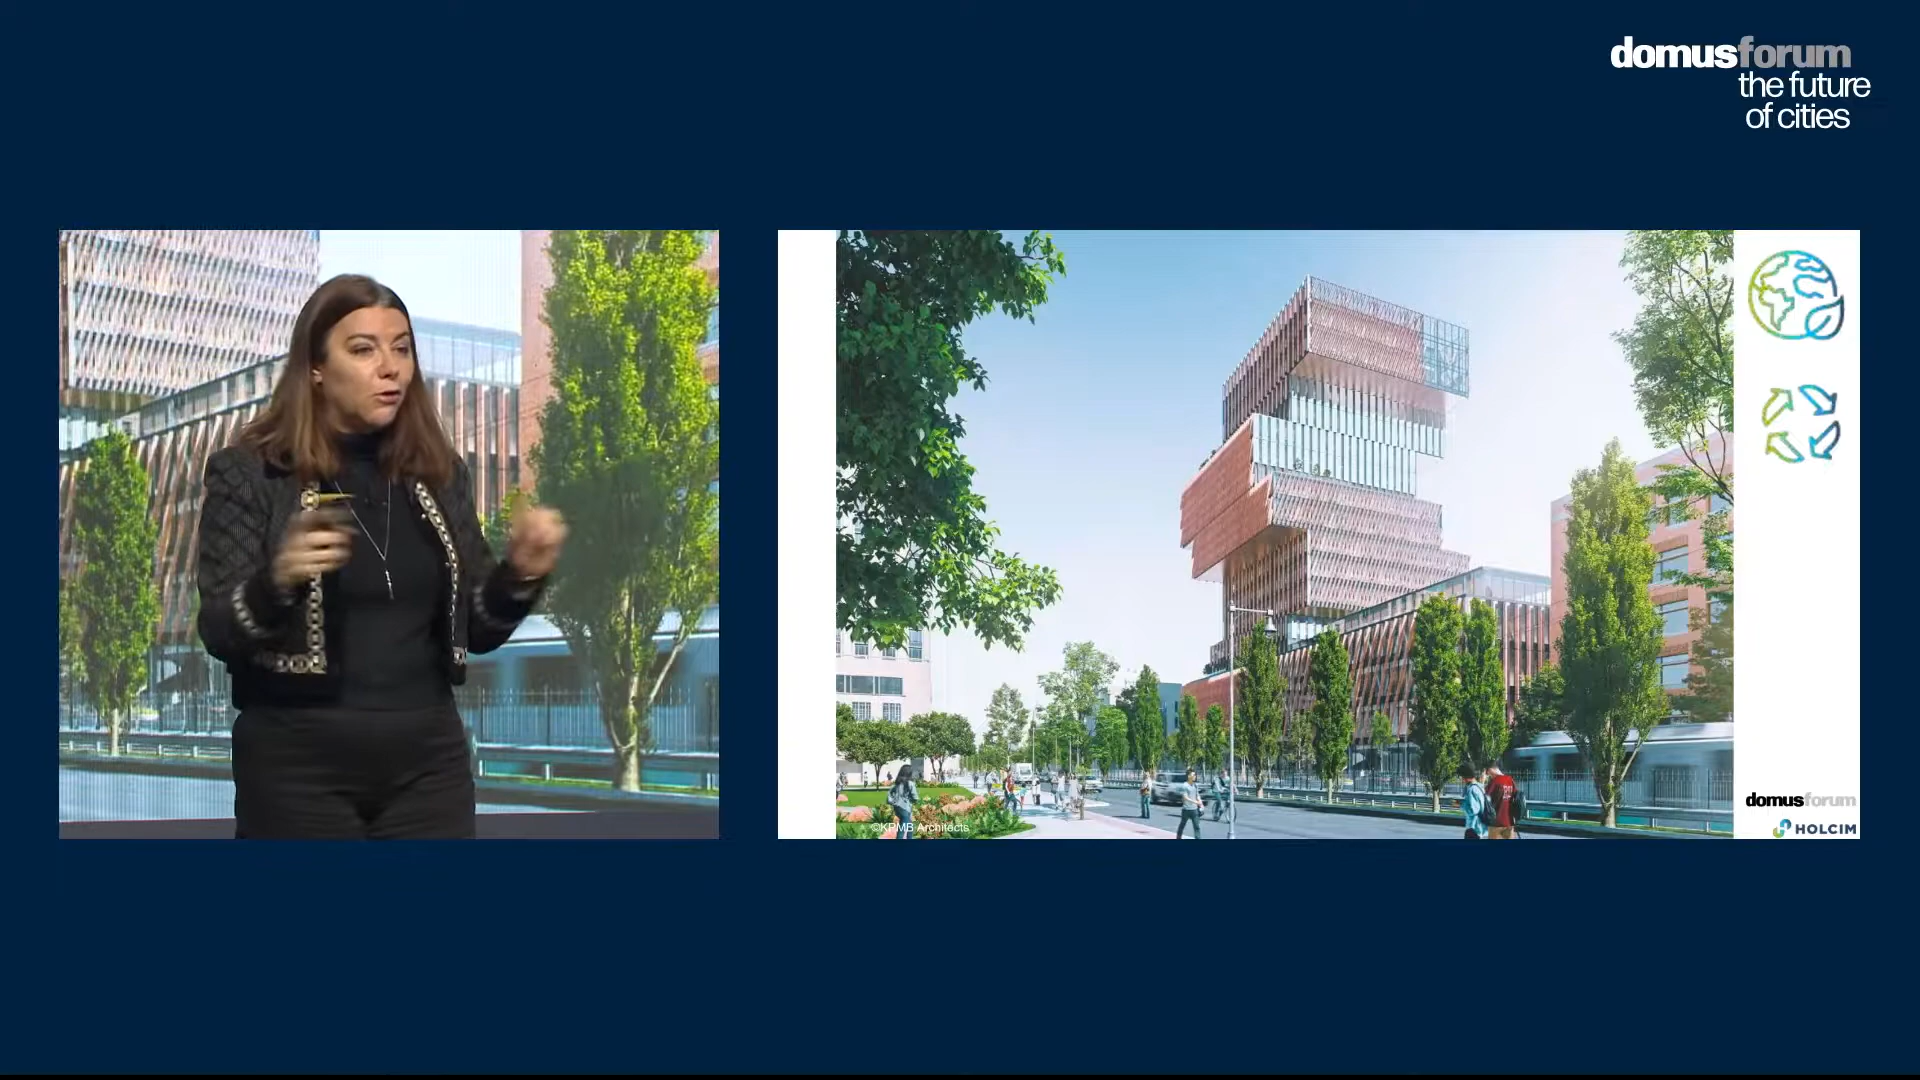 domusforum
the future
of cities
©KPMB Architects
domusforum
HOLCIM